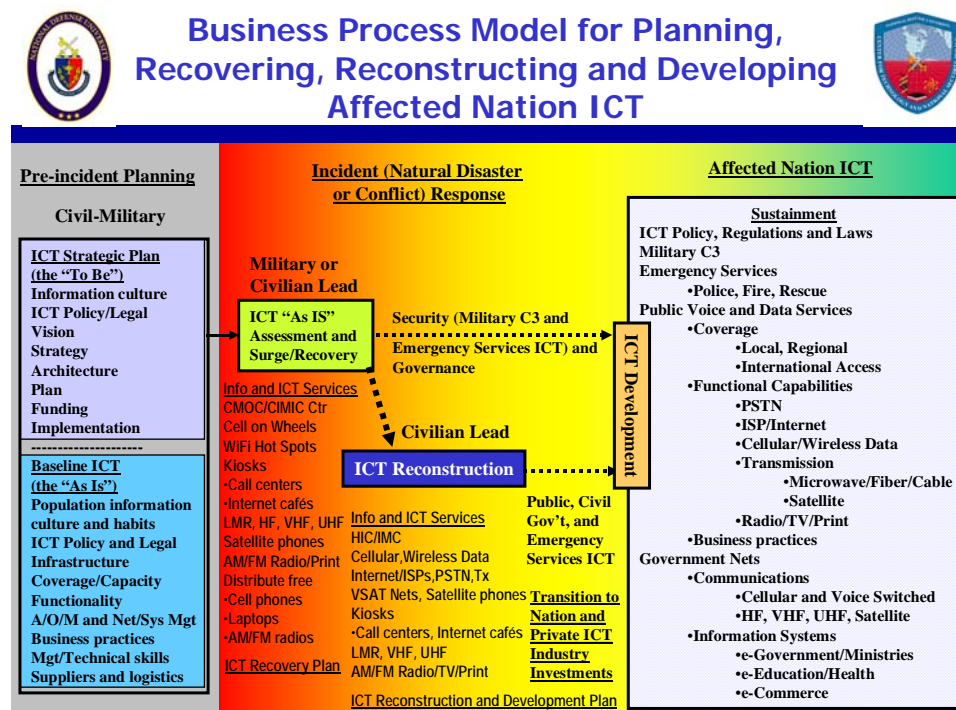 Business Process Model for Planning,
Recovering, Reconstructing and Developing
Affected Nation ICT
NATIONAL DEFENSE UNIVERSITY
Pre-incident Planning
Civil-Military
ICT Strategic Plan
(the “To Be”)
Information culture
ICT Policy/Legal
Vision
Strategy
Architecture
Plan
Funding
Implementation
---------------------
Baseline ICT
(the “As Is”)
Population information
culture and habits
ICT Policy and Legal
Infrastructure
Coverage/Capacity
Functionality
A/O/M and Net/Sys Mgt
Business practices
Mgt/Technical skills
Suppliers and logistics
Incident (Natural Disaster
or Conflict) Response
Military or
Civilian Lead
ICT “As IS”
Assessment and
Surge/Recovery
Security (Military C3 and
Emergency Services ICT) and
Governance
Info and ICT Services
CMOC/CIMIC Ctr
Cell on Wheels
WiFi Hot Spots
Kiosks
•Call centers
•Internet cafés
LMR, HF, VHF, UHF
Satellite phones
AM/FM Radio/Print
Distribute free
•Cell phones
•Laptops
•AM/FM radios
ICT Recovery Plan
Civilian Lead
ICT Reconstruction
Info and ICT Services
HIC/IMC
Cellular,Wireless Data
Internet/ISPs,PSTN,Tx
VSAT Nets, Satellite phones
Kiosks
•Call centers, Internet cafés
LMR, VHF, UHF
AM/FM Radio/TV/Print
ICT Reconstruction and Development Plan
Public, Civil
Gov’t, and
Emergency
Services ICT
Transition to
Nation and
Private ICT
Industry
Investments
ICT Development
Affected Nation ICT
Sustainment
ICT Policy, Regulations and Laws
Military C3
Emergency Services
•Police, Fire, Rescue
Public Voice and Data Services
•Coverage
•Local, Regional
•International Access
•Functional Capabilities
•PSTN
•ISP/Internet
•Cellular/Wireless Data
•Transmission
•Microwave/Fiber/Cable
•Satellite
•Radio/TV/Print
•Business practices
Government Nets
•Communications
•Cellular and Voice Switched
•HF, VHF, UHF, Satellite
•Information Systems
•e-Government/Ministries
•e-Education/Health
•e-Commerce